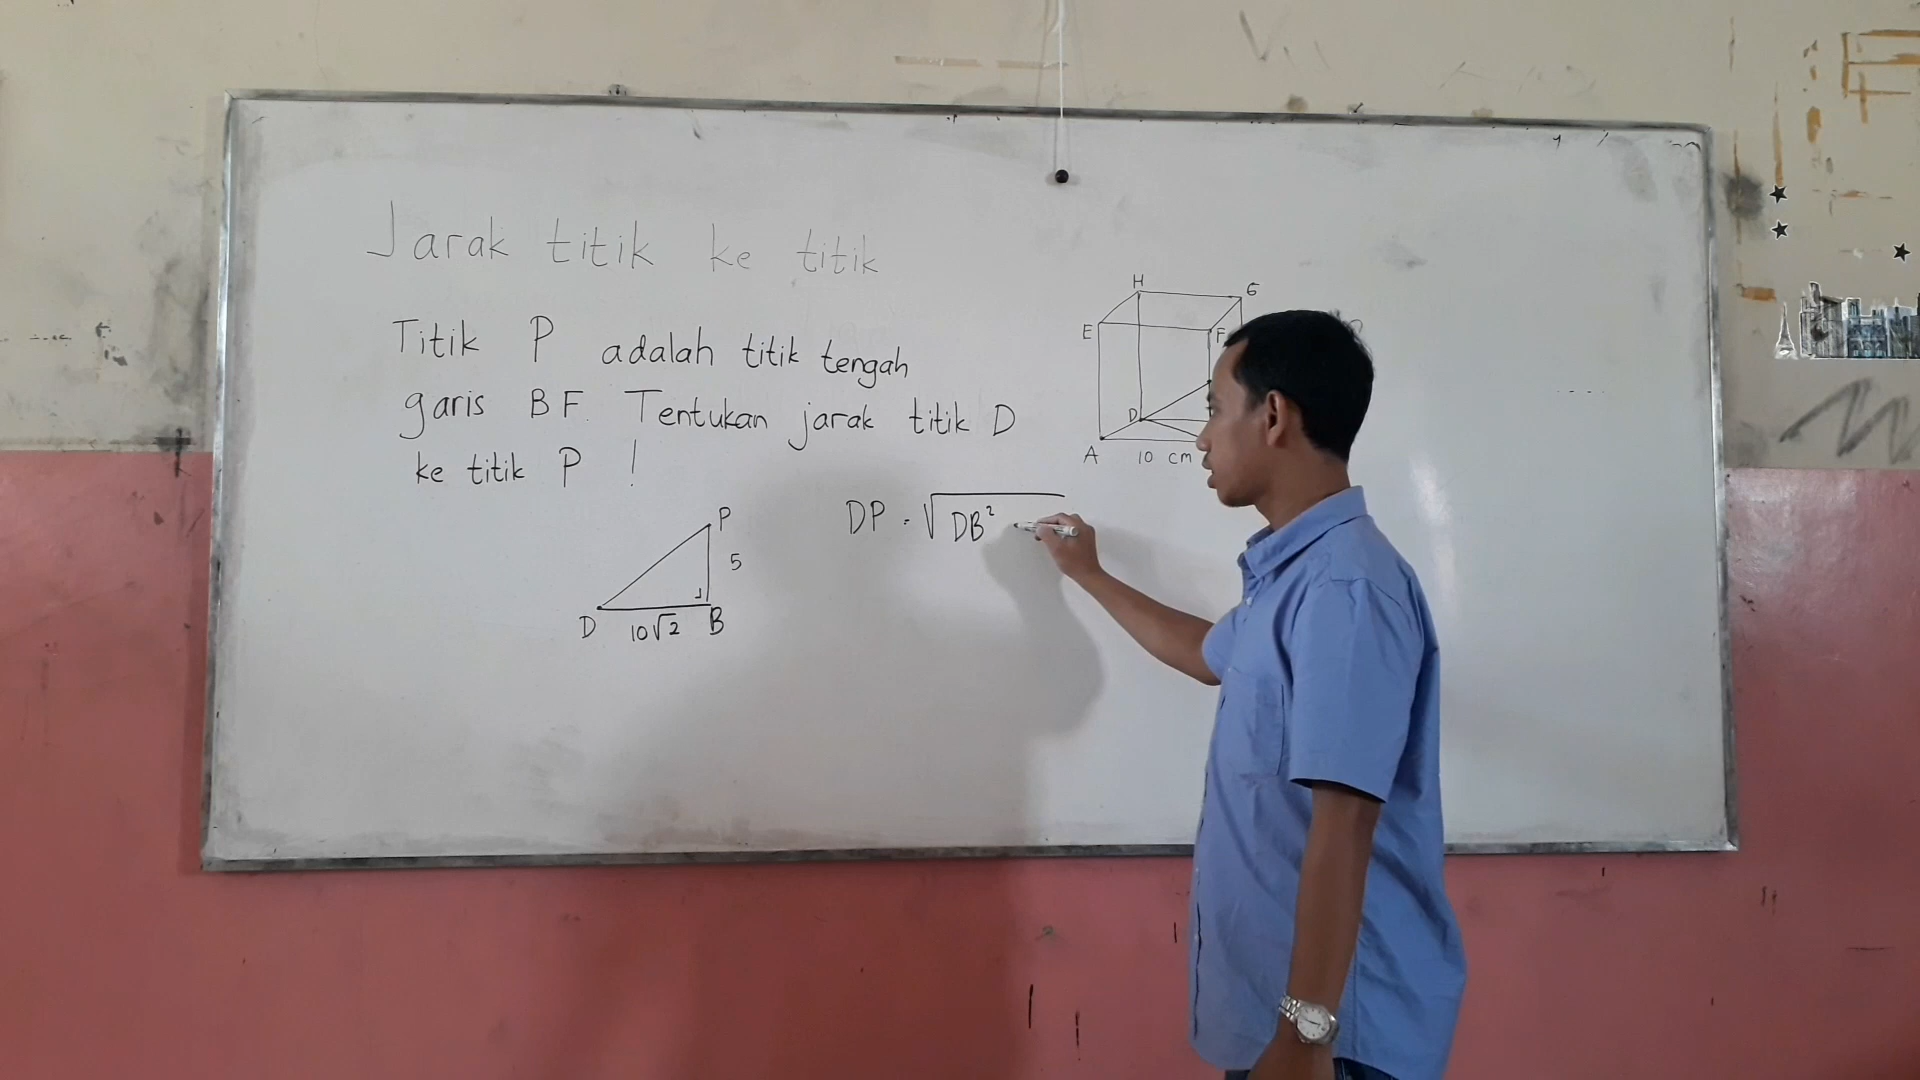 Jarak titik ke titik
Titik P adalah titik tengah
garis BF. Tentukan jarak titik D
ke titik P !
H
G
E
F
D
A
10 cm
P
5
D
10√2
B
DP = √DB²